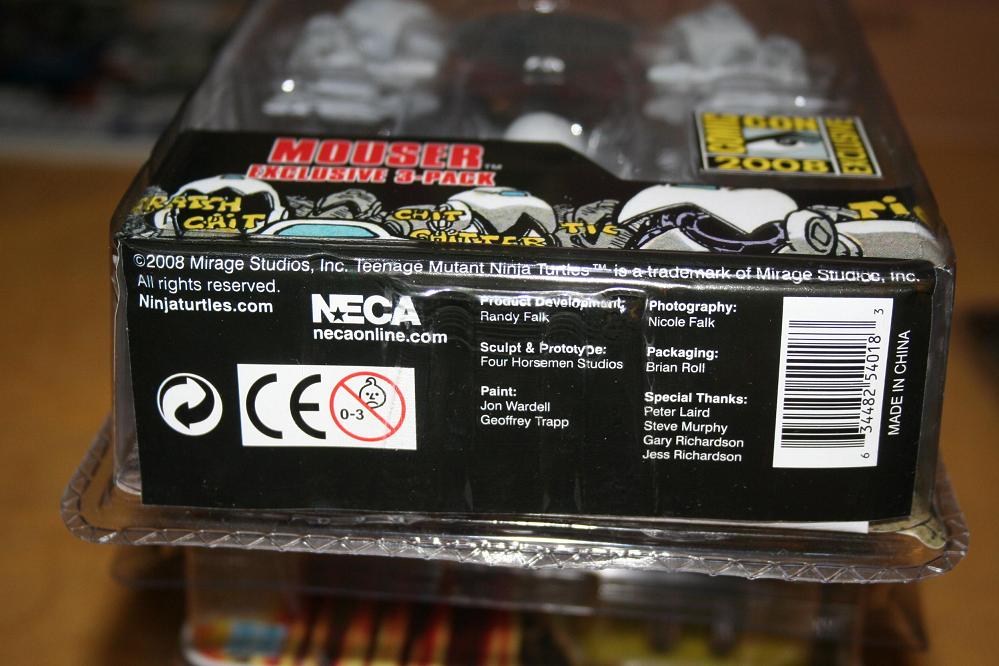 MOUSER™
EXCLUSIVE 3-PACK
COMIC CON
2008
EXCLUSIVE
CHIT
CHIT
CHITTER
TIC
©2008 Mirage Studios, Inc. Teenage Mutant Ninja Turtles™ is a trademark of Mirage Studios, Inc.
All rights reserved.
Ninjaturtles.com
NECA
necaonline.com
CE
0-3
Product Development:
Randy Falk
Sculpt & Prototype:
Four Horsemen Studios
Paint:
Jon Wardell
Geoffrey Trapp
Photography:
Nicole Falk
Packaging:
Brian Roll
Special Thanks:
Peter Laird
Steve Murphy
Gary Richardson
Jess Richardson
6 34482 54018 3
MADE IN CHINA